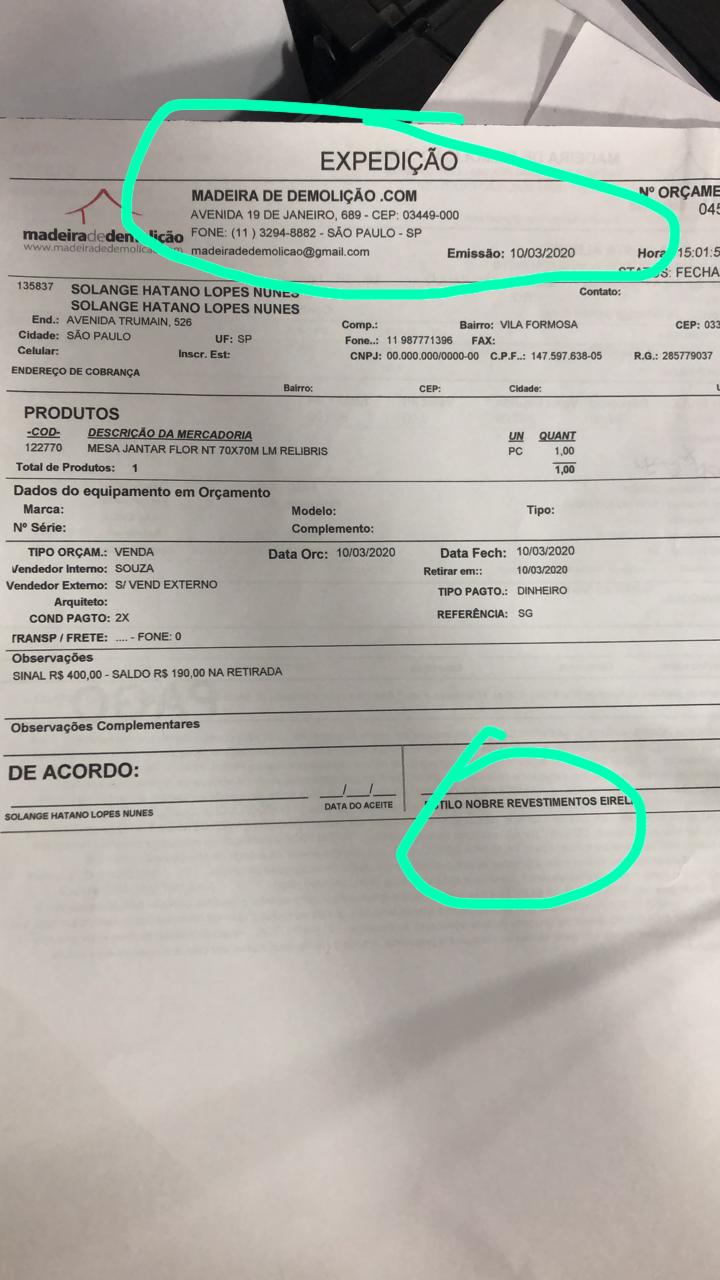 EXPEDIÇÃO
MADEIRA DE DEMOLIÇÃO .COM
Nº ORÇAME
AVENIDA 19 DE JANEIRO, 689 - CEP: 03449-000
045
madeiradedemolição
FONE: (11 ) 3294-8882 - SÃO PAULO - SP
madeiradedemolicao@gmail.com Emissão: 10/03/2020 Hora 15:01:5
FECHA
135837 SOLANGE HATANO LOPES NUNES Contato:
SOLANGE HATANO LOPES NUNES
End.: AVENIDA TRUMAIN, 526 Comp.: Bairro: VILA FORMOSA CEP: 033
Cidade: SÃO PAULO UF: SP Fone..: 11 987771396 FAX:
Celular: Inscr. Est: CNPJ: 00.000.000/0000-00 C.P.F..: 147.597.638-05 R.G.: 285779037
ENDEREÇO DE COBRANÇA
Bairro: CEP: Cidade:
PRODUTOS
-COD- DESCRIÇÃO DA MERCADORIA UN QUANT
122770 MESA JANTAR FLOR NT 70X70M LM RELIBRIS PC 1,00
Total de Produtos: 1 1,00
Dados do equipamento em Orçamento
Marca: Modelo: Tipo:
Nº Série: Complemento:
TIPO ORÇAM.: VENDA Data Orc: 10/03/2020 Data Fech: 10/03/2020
Vendedor Interno: SOUZA Retirar em:: 10/03/2020
Vendedor Externo: S/ VEND EXTERNO TIPO PAGTO.: DINHEIRO
Arquiteto:
COND PAGTO: 2X REFERÊNCIA: SG
TRANSP / FRETE: .... - FONE: 0
Observações
SINAL R$ 400,00 - SALDO R$ 190,00 NA RETIRADA
Observações Complementares
DE ACORDO:
__/__/__
SOLANGE HATANO LOPES NUNES DATA DO ACEITE TILO NOBRE REVESTIMENTOS EIREL